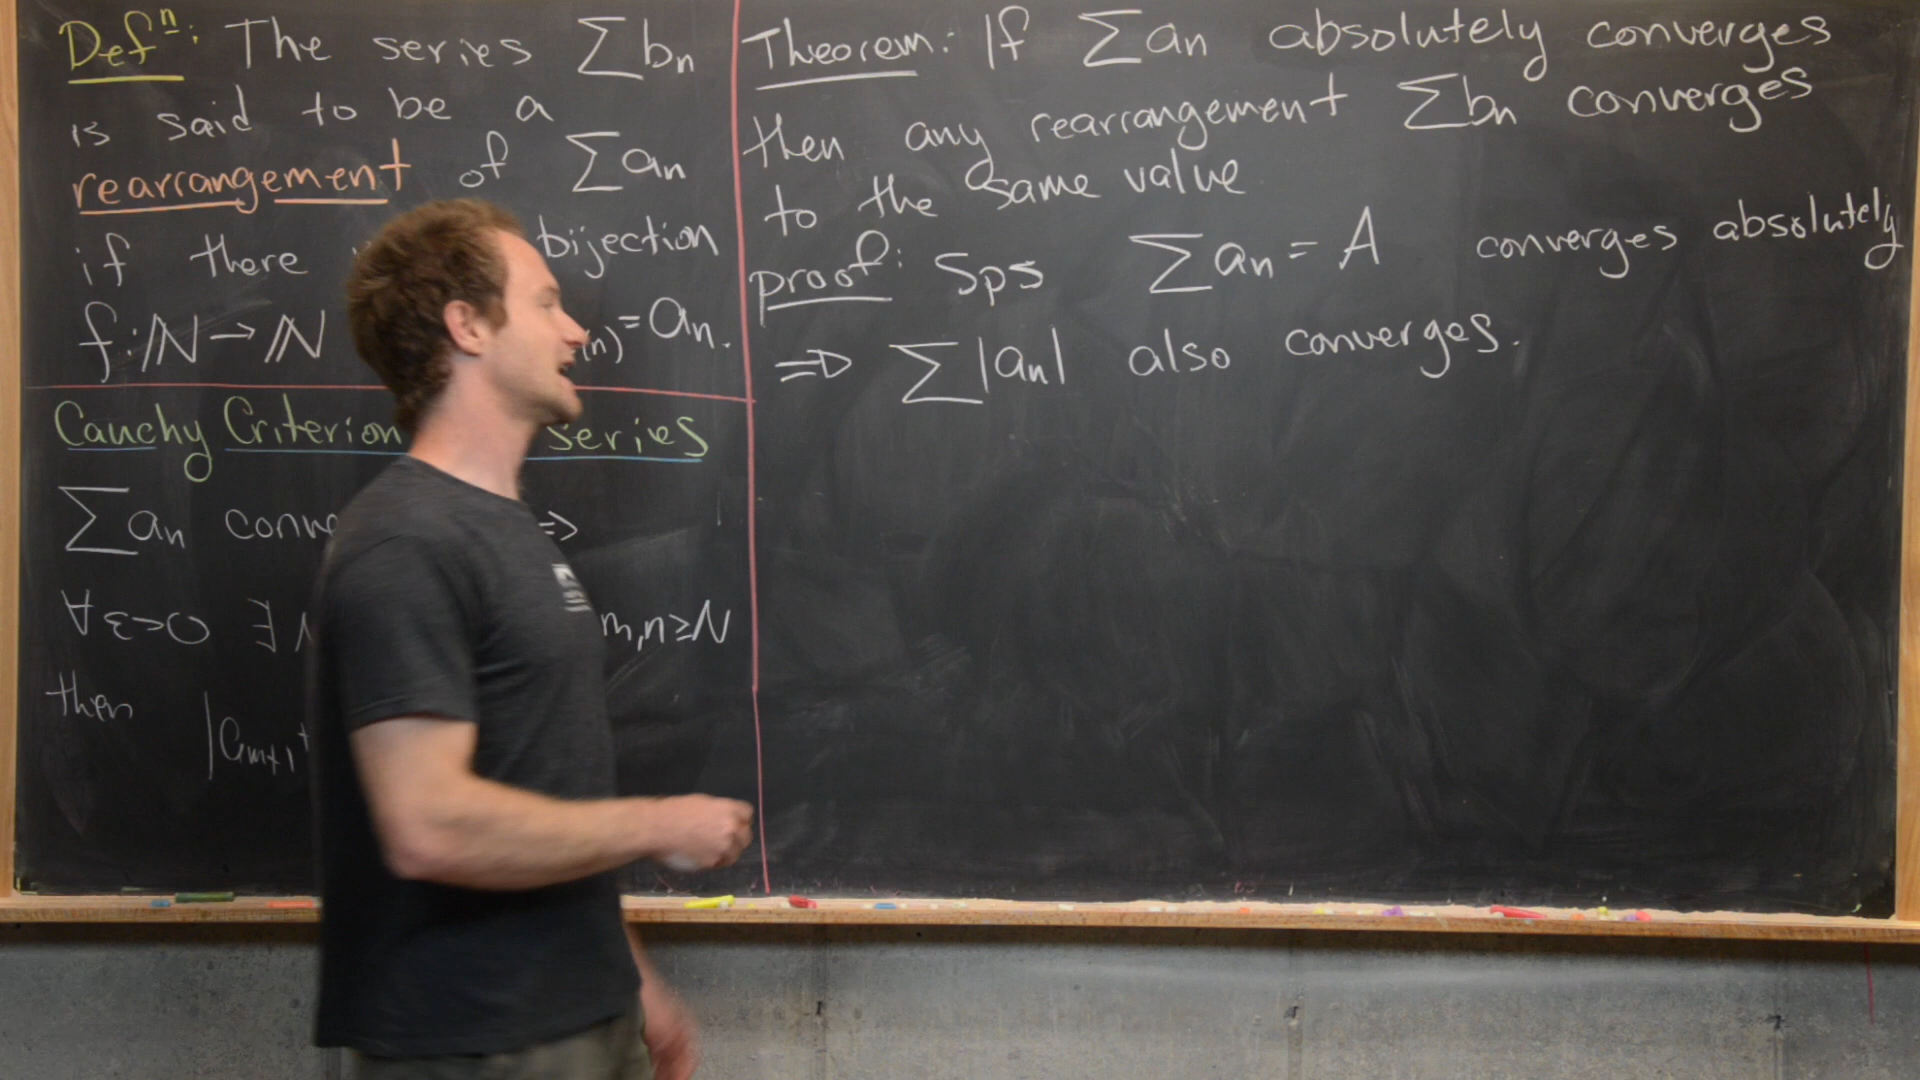 Defⁿ: The series ∑bn
is said to be a
rearrangement of ∑an
if there bijection
f:ℕ→ℕ (n)=an.
Cauchy Criterion series
∑an conve =>
∀ε>0 ∃N m,n≥N
then |am+1+
Theorem: If ∑an absolutely converges
then any rearrangement ∑bn converges
to the same value
proof: Sps ∑an = A converges absolutely
⇒ ∑|an| also converges.